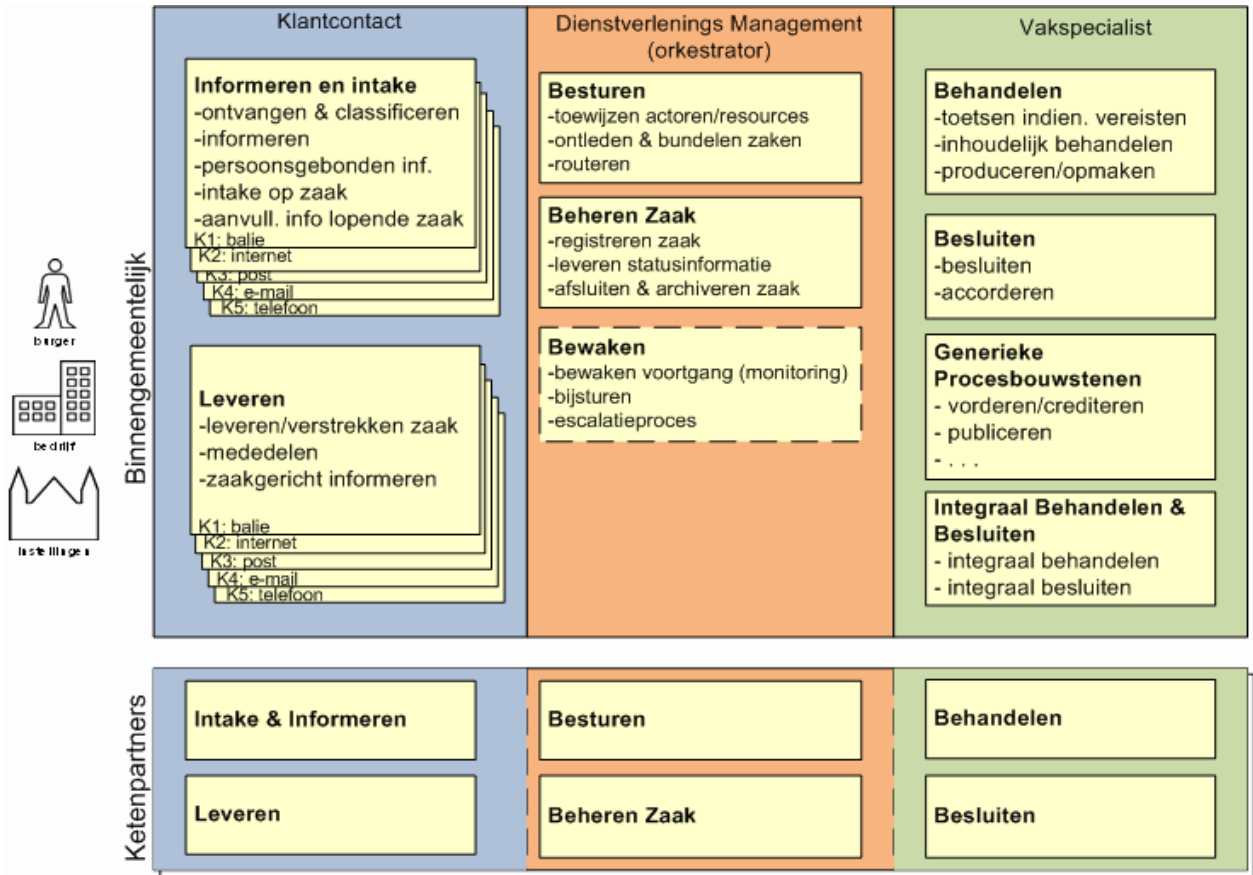 Klantcontact
Dienstverlenings Management
(orkestrator)
Vakspecialist
Binnengemeentelijk
burger
bedrijf
instellingen
Informeren en intake
-ontvangen & classificeren
-informeren
-persoonsgebonden inf.
-intake op zaak
-aanvull. info lopende zaak
K1: balie
K2: internet
K3: post
K4: e-mail
K5: telefoon
Leveren
-leveren/verstrekken zaak
-mededelen
-zaakgericht informeren
K1: balie
K2: internet
K3: post
K4: e-mail
K5: telefoon
Besturen
-toewijzen actoren/resources
-ontleden & bundelen zaken
-routeren
Beheren Zaak
-registreren zaak
-leveren statusinformatie
-afsluiten & archiveren zaak
Bewaken
-bewaken voortgang (monitoring)
-bijsturen
-escalatieproces
Behandelen
-toetsen indien. vereisten
-inhoudelijk behandelen
-produceren/opmaken
Besluiten
-besluiten
-accorderen
Generieke
Procesbouwstenen
- vorderen/crediteren
- publiceren
- . . .
Integraal Behandelen &
Besluiten
- integraal behandelen
- integraal besluiten
Ketenpartners
Intake & Informeren
Besturen
Behandelen
Leveren
Beheren Zaak
Besluiten